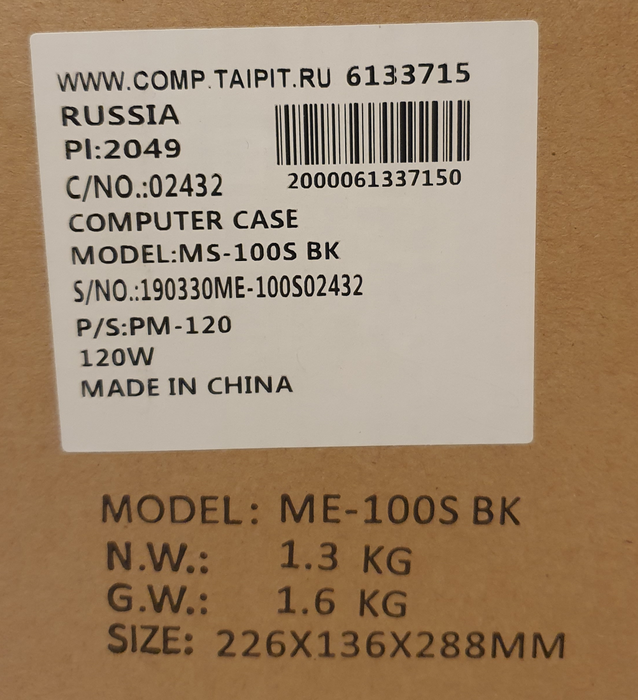 WWW.COMP.TAIPIT.RU 6133715
RUSSIA
PI:2049
C/NO.:02432
2000061337150
COMPUTER CASE
MODEL:MS-100S BK
S/NO.:190330ME-100S02432
P/S:PM-120
120W
MADE IN CHINA
MODEL: ME-100S BK
N.W.: 1.3 KG
G.W.: 1.6 KG
SIZE: 226X136X288MM